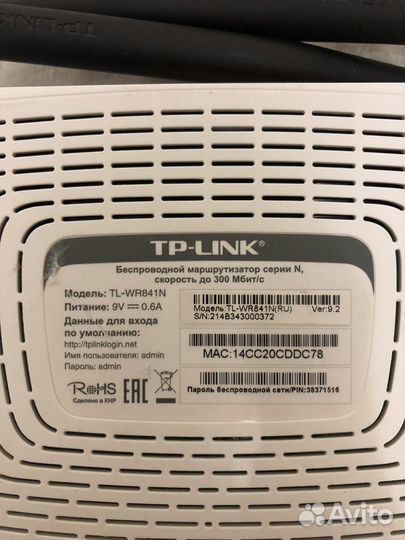 TP-LINK
TP-LINK®
Беспроводной маршрутизатор серии N,
скорость до 300 Мбит/с
Модель: TL-WR841N
Питание: 9V 0.6A
Данные для входа
по умолчанию:
http://tplinklogin.net
Имя пользователя: admin
Пароль: admin
RoHS
Сделано в КНР
EAC
Модель:TL-WR841N(RU) Ver:9.2
S/N:214B343000372
MAC:14CC20CDDC78
Пароль беспроводной сети/PIN:38371516
Avito